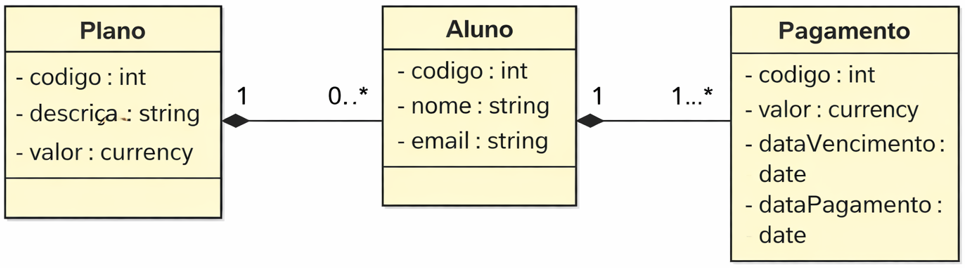 Plano
- codigo : int
- descriça : string
- valor : currency
1
0..*
Aluno
- codigo : int
- nome : string
- email : string
1
1...*
Pagamento
- codigo : int
- valor : currency
- dataVencimento :
date
- dataPagamento :
date